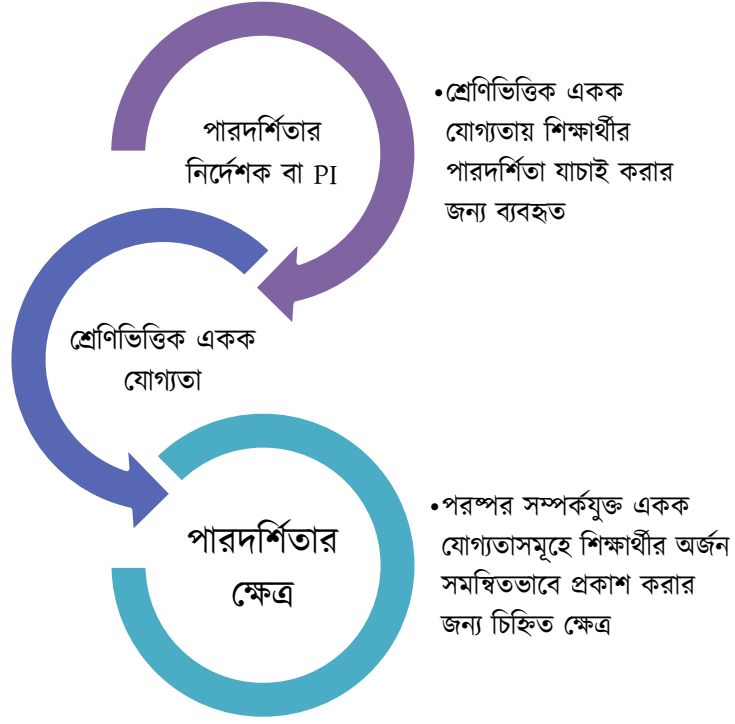 পারদর্শিতার
নির্দেশক বা PI
•শ্রেণিভিত্তিক একক
যোগ্যতায় শিক্ষার্থীর
পারদর্শিতা যাচাই করার
জন্য ব্যবহৃত
শ্রেণিভিত্তিক একক
যোগ্যতা
পারদর্শিতার
ক্ষেত্র
•পরষ্পর সম্পর্কযুক্ত একক
যোগ্যতাসমূহে শিক্ষার্থীর অর্জন
সমন্বিতভাবে প্রকাশ করার
জন্য চিহ্নিত ক্ষেত্র